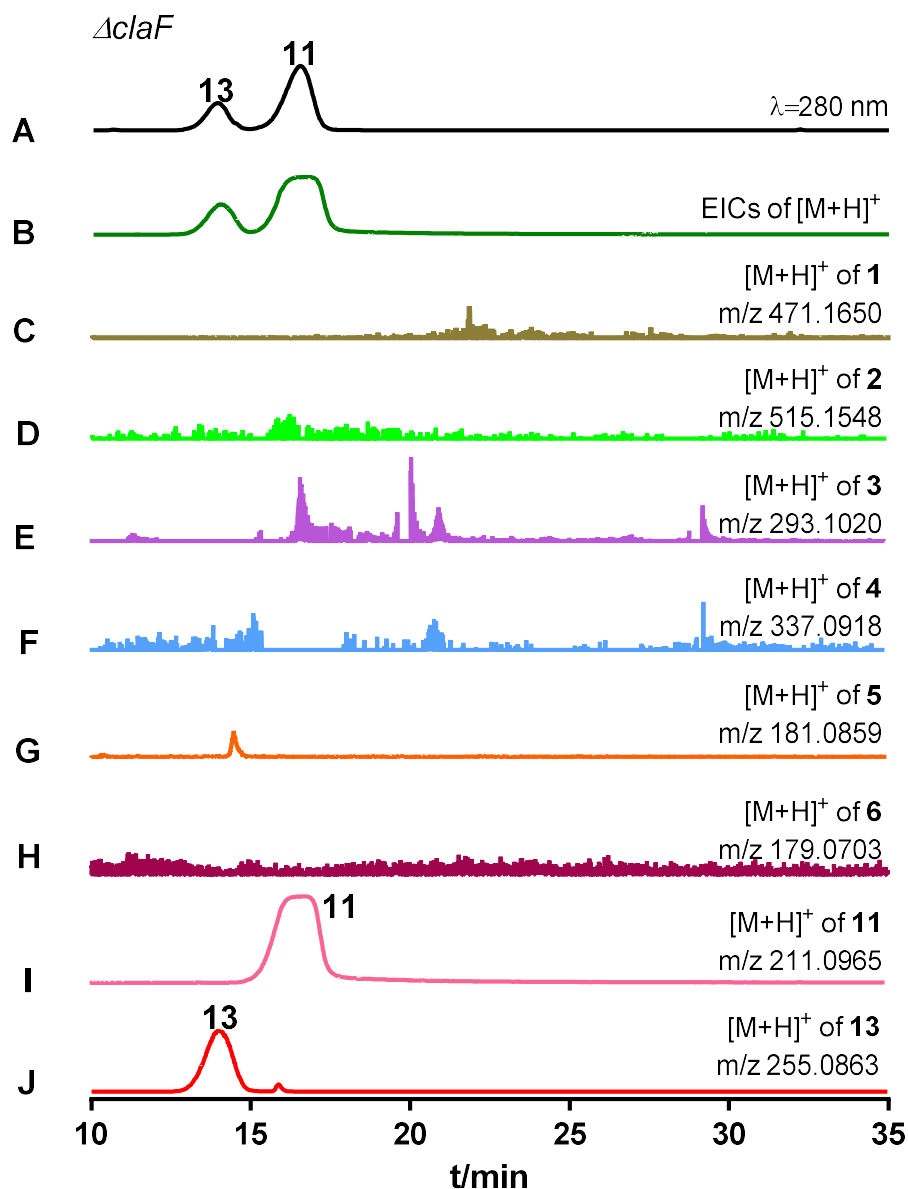 ΔclaF
13
11
λ=280 nm
A
EICs of [M+H]⁺
B
[M+H]⁺ of 1
m/z 471.1650
C
[M+H]⁺ of 2
m/z 515.1548
D
[M+H]⁺ of 3
m/z 293.1020
E
[M+H]⁺ of 4
m/z 337.0918
F
[M+H]⁺ of 5
m/z 181.0859
G
[M+H]⁺ of 6
m/z 179.0703
H
11
[M+H]⁺ of 11
m/z 211.0965
I
13
[M+H]⁺ of 13
m/z 255.0863
J
10 15 20 25 30 35
t/min